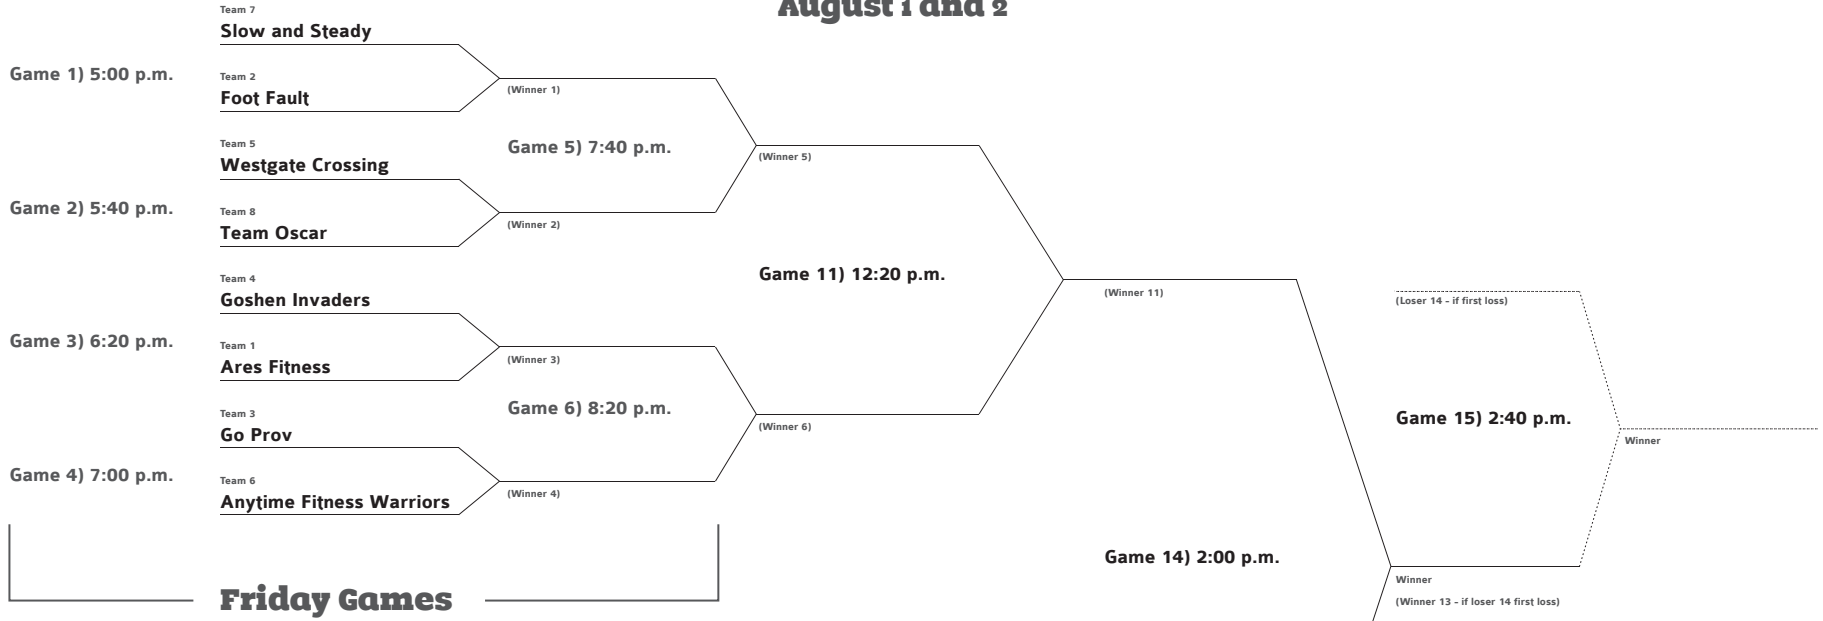 August 1 and 2
Team 7
Slow and Steady
Game 1) 5:00 p.m.
Team 2
Foot Fault
(Winner 1)
Team 5
Westgate Crossing
Game 5) 7:40 p.m.
(Winner 5)
Game 2) 5:40 p.m.
Team 8
Team Oscar
(Winner 2)
Team 4
Goshen Invaders
Game 11) 12:20 p.m.
(Winner 11)
(Loser 14 - if first loss)
Game 3) 6:20 p.m.
Team 1
Ares Fitness
(Winner 3)
Team 3
Go Prov
Game 6) 8:20 p.m.
(Winner 6)
Game 15) 2:40 p.m.
Winner
Game 4) 7:00 p.m.
Team 6
Anytime Fitness Warriors
(Winner 4)
Game 14) 2:00 p.m.
Winner
(Winner 13 - if loser 14 first loss)
Friday Games